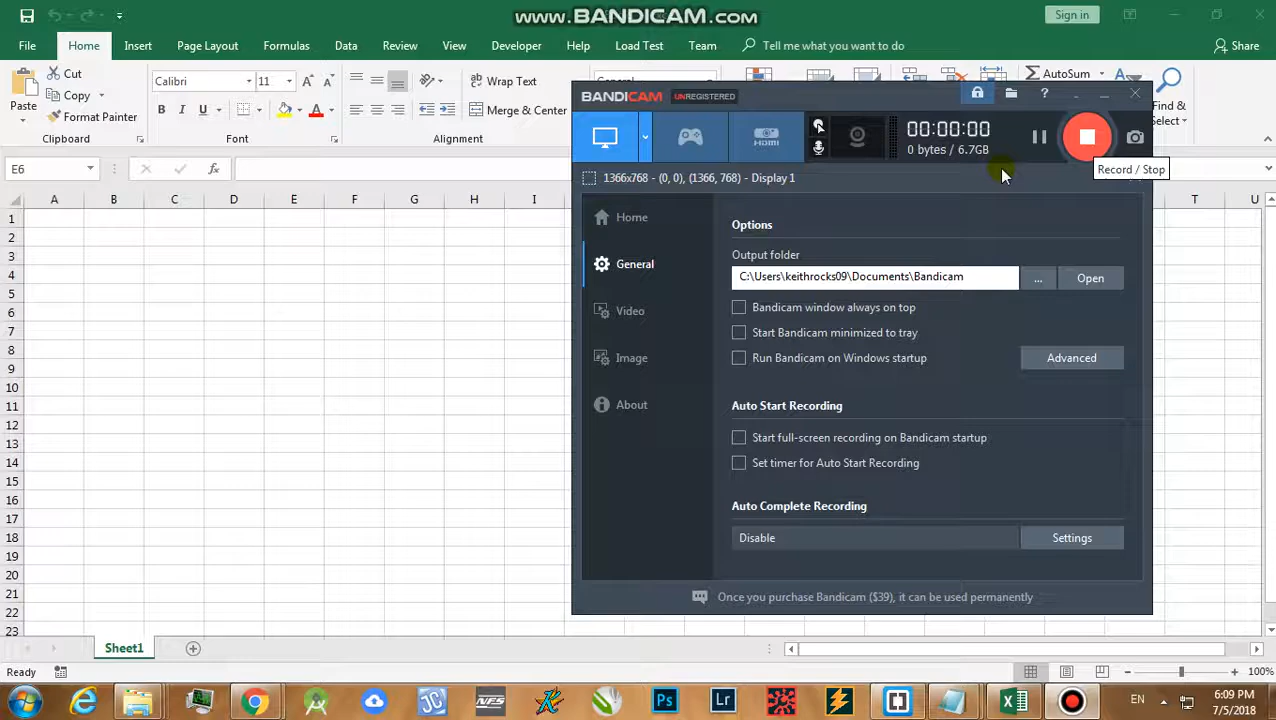 www.BANDICAM.com
Sign in
File Home Insert Page Layout Formulas Data Review View Developer Help Load Test Team Tell me what you want to do Share
Paste
Cut
Copy
Format Painter
Clipboard
Calibri 11
B I U
Font
Wrap Text
Merge & Center
General
AutoSum
Find &
Select
E6
BANDICAM UNREGISTERED
HDMI
00:00:00
0 bytes / 6.7GB
Record / Stop
1366x768 - (0, 0), (1366, 768) - Display 1
Home
General
Video
Image
About
Options
Output folder
C:\Users\keithrocks09\Documents\Bandicam ... Open
Bandicam window always on top
Start Bandicam minimized to tray
Run Bandicam on Windows startup Advanced
Auto Start Recording
Start full-screen recording on Bandicam startup
Set timer for Auto Start Recording
Auto Complete Recording
Disable Settings
Once you purchase Bandicam ($39), it can be used permanently
A B C D E F G H I T U
1
2
3
4
5
6
7
8
9
10
11
12
13
14
15
16
17
18
19
20
21
22
23
Sheet1
Ready 100%
NFS Ps Lr
EN
6:09 PM
7/5/2018